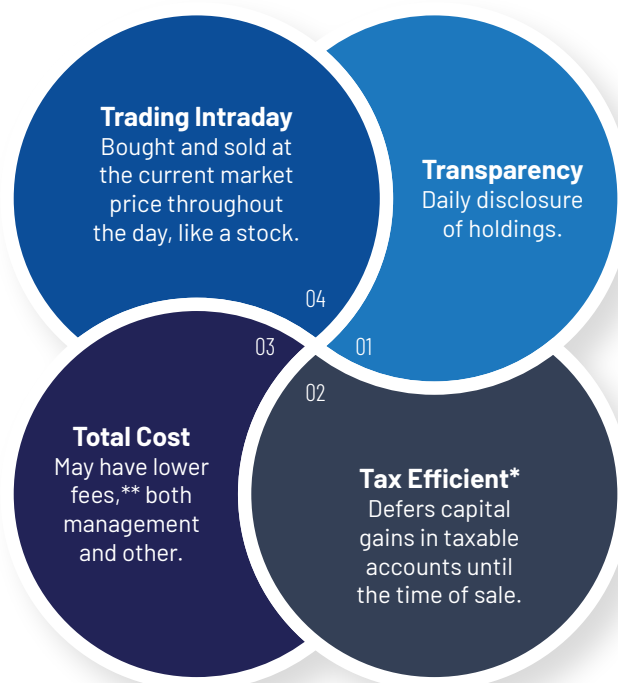 Trading Intraday
Bought and sold at
the current market
price throughout
the day, like a stock.
04
Transparency
Daily disclosure
of holdings.
01
03
Total Cost
May have lower
fees,** both
management
and other.
02
Tax Efficient*
Defers capital
gains in taxable
accounts until
the time of sale.